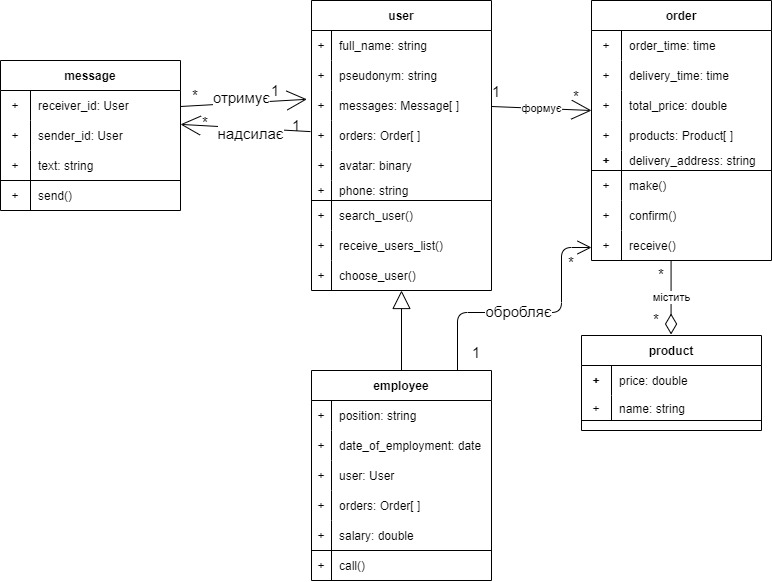 message
+ receiver_id: User
+ sender_id: User
+ text: string
+ send()
* отримує 1
* надсилає 1
user
+ full_name: string
+ pseudonym: string
+ messages: Message[ ]
+ orders: Order[ ]
+ avatar: binary
+ phone: string
+ search_user()
+ receive_users_list()
+ choose_user()
1 формує *
order
+ order_time: time
+ delivery_time: time
+ total_price: double
+ products: Product[ ]
+ delivery_address: string
+ make()
+ confirm()
+ receive()
*
містить
*
*
обробляє
1
product
+ price: double
+ name: string
employee
+ position: string
+ date_of_employment: date
+ user: User
+ orders: Order[ ]
+ salary: double
+ call()